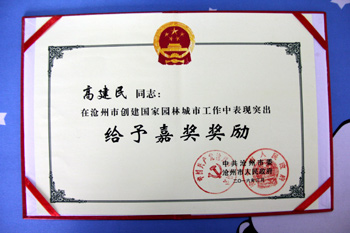 高建民 同志:
在沧州市创建国家园林城市工作中表现突出
给予嘉奖奖励
中共沧州市委
沧州市人民政府